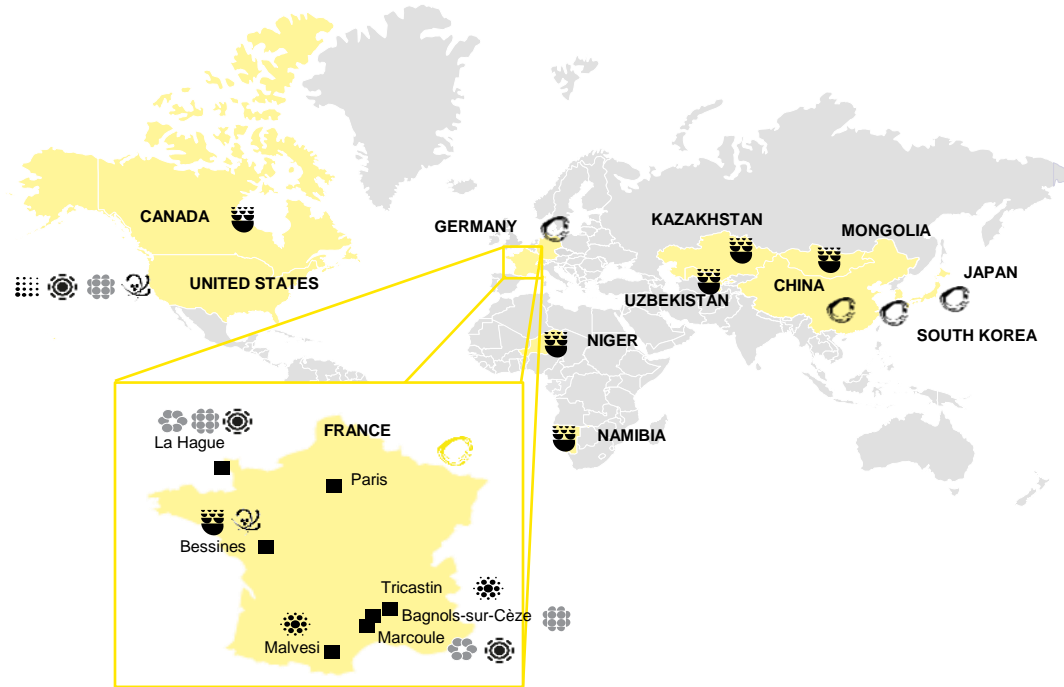 CANADA
GERMANY
KAZAKHSTAN
MONGOLIA
UNITED STATES
JAPAN
UZBEKISTAN
CHINA
SOUTH KOREA
NIGER
NAMIBIA
FRANCE
La Hague
Paris
Bessines
Tricastin
Bagnols-sur-Cèze
Marcoule
Malvesi